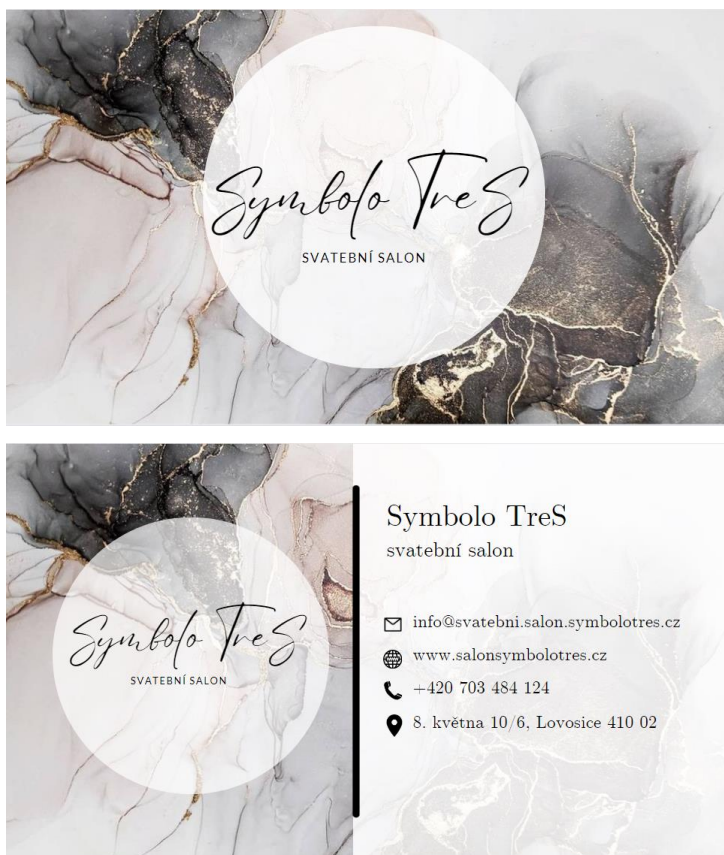 Symbolo TreS
SVATEBNÍ SALON
Symbolo TreS
SVATEBNÍ SALON
Symbolo TreS
svatební salon
info@svatebni.salon.symbolotres.cz
www.salonsymbolotres.cz
+420 703 484 124
8. května 10/6, Lovosice 410 02